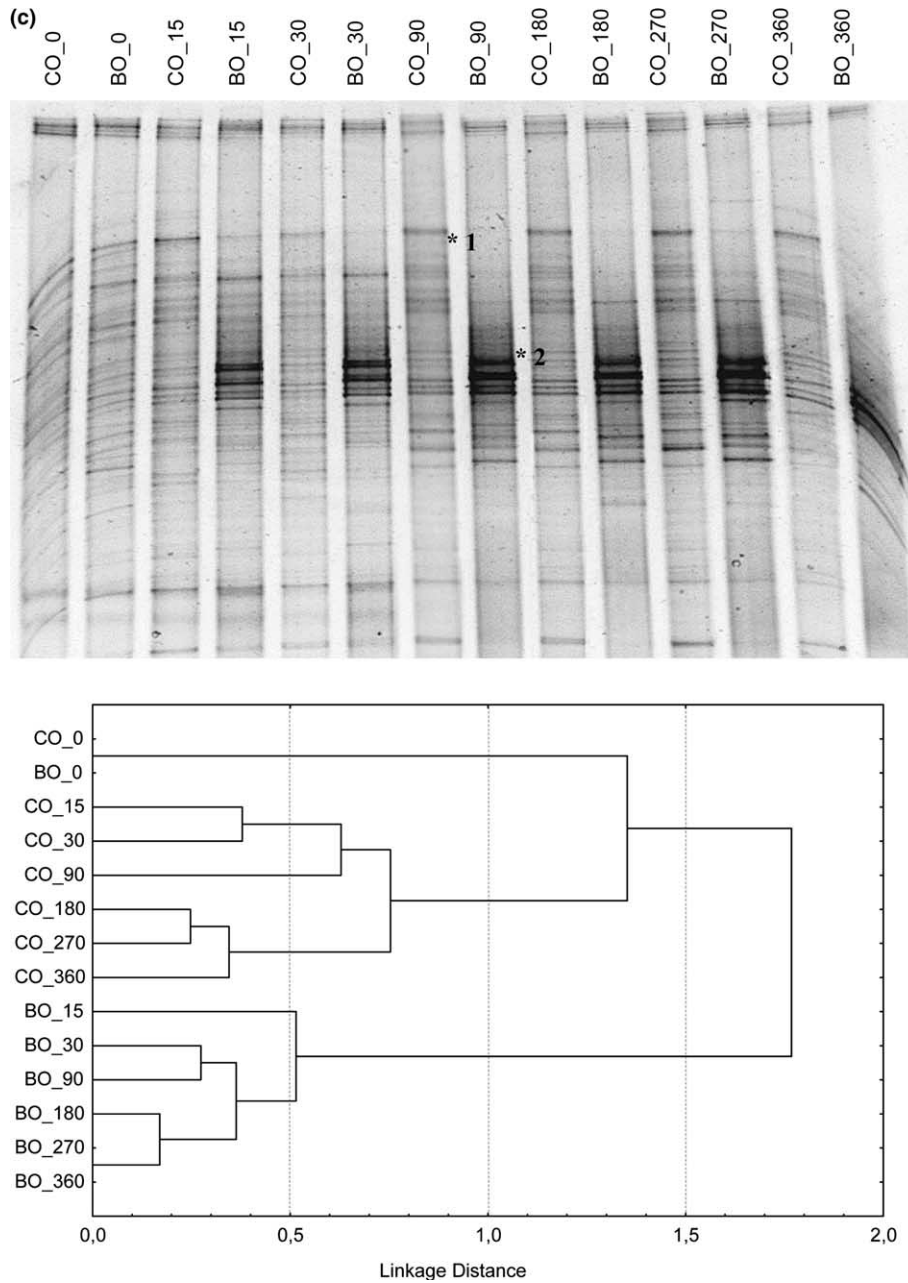 (c)
CO_0 BO_0 CO_15 BO_15 CO_30 BO_30 CO_90 BO_90 CO_180 BO_180 CO_270 BO_270 CO_360 BO_360
* 1
* 2
CO_0
BO_0
CO_15
CO_30
CO_90
CO_180
CO_270
CO_360
BO_15
BO_30
BO_90
BO_180
BO_270
BO_360
0,0 0,5 1,0 1,5 2,0
Linkage Distance